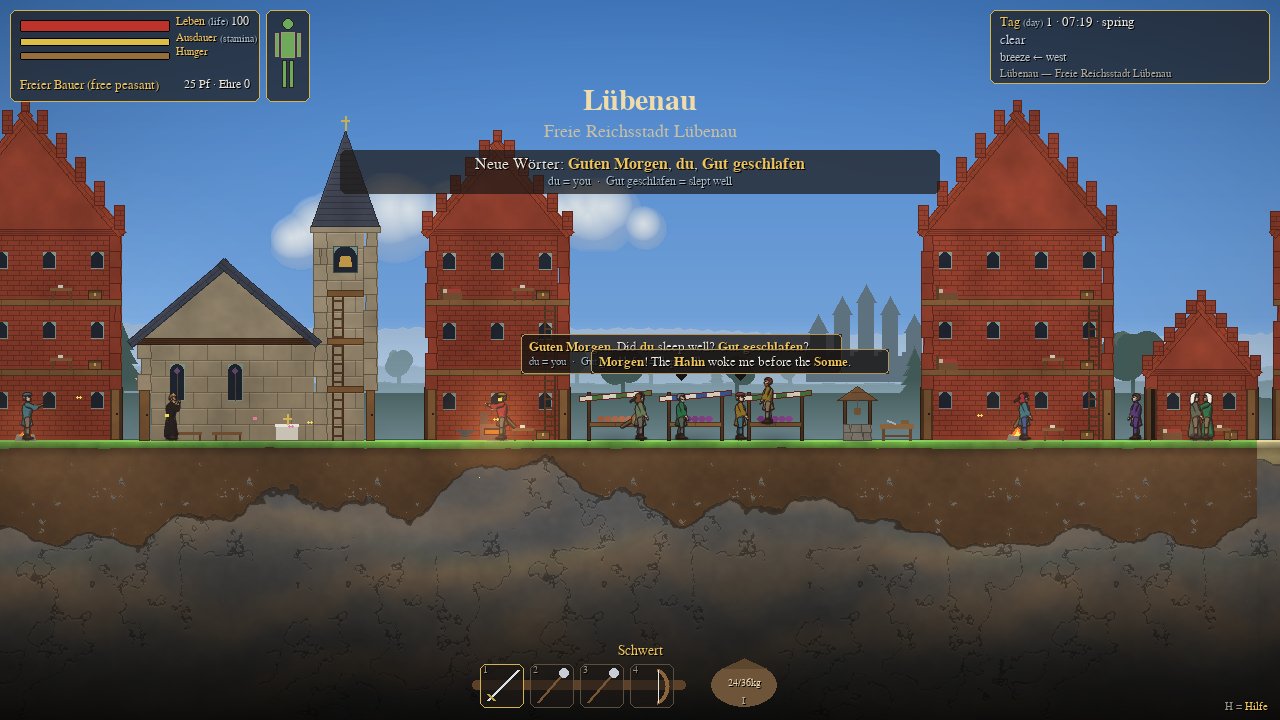 Leben (life) 100
Ausdauer (stamina)
Hunger
Freier Bauer (free peasant) 25 Pf · Ehre 0
Tag (day) 1 · 07:19 · spring
clear
breeze ← west
Lübenau — Freie Reichsstadt Lübenau
Lübenau
Freie Reichsstadt Lübenau
Neue Wörter: Guten Morgen, du, Gut geschlafen
du = you · Gut geschlafen = slept well
Guten Morgen. Did du sleep well? Gut geschlafen?
du = you · Gu
Morgen! The Hahn woke me before the Sonne.
Schwert
1 2 3 4
24/36kg
I
H = Hilfe